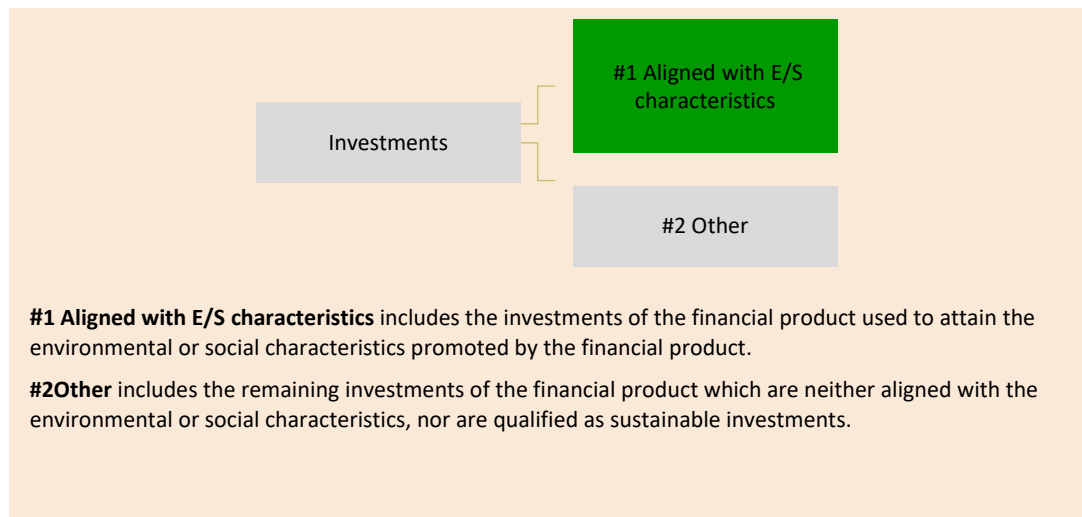 #1 Aligned with E/S
characteristics
Investments
#2 Other
#1 Aligned with E/S characteristics includes the investments of the financial product used to attain the
environmental or social characteristics promoted by the financial product.
#2Other includes the remaining investments of the financial product which are neither aligned with the
environmental or social characteristics, nor are qualified as sustainable investments.